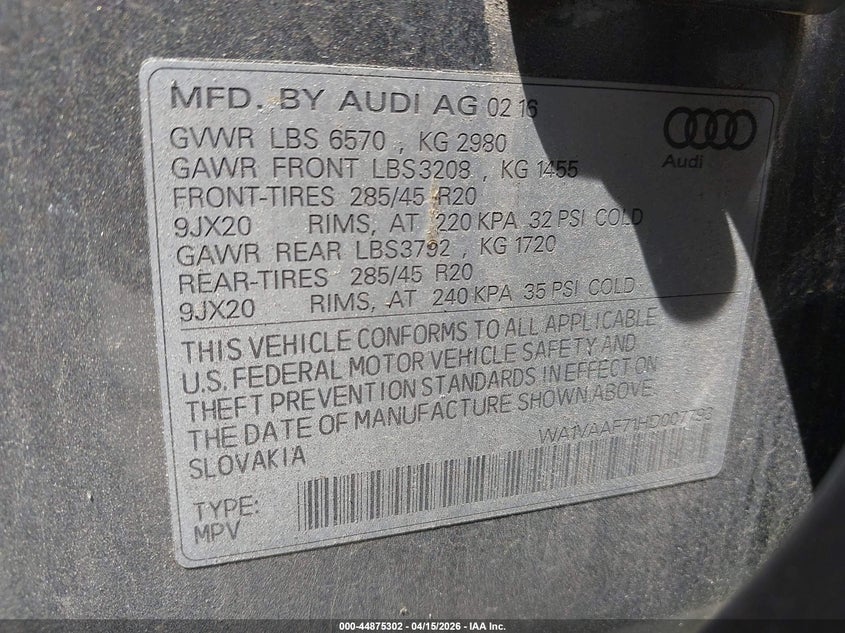 MFD. BY AUDI AG 02 16
GVWR LBS 6570 , KG 2980
GAWR FRONT LBS3208 , KG 1455
FRONT-TIRES 285/45 R20
9JX20 RIMS, AT 220 KPA 32 PSI COLD
GAWR REAR LBS3792 , KG 1720
REAR-TIRES 285/45 R20
9JX20 RIMS, AT 240 KPA 35 PSI COLD
Audi
THIS VEHICLE CONFORMS TO ALL APPLICABLE
U.S. FEDERAL MOTOR VEHICLE SAFETY AND
THEFT PREVENTION STANDARDS IN EFFECT ON
THE DATE OF MANUFACTURE SHOWN ABOVE
SLOVAKIA
TYPE:
MPV
000-44875302 - 04/15/2026 - IAA Inc.